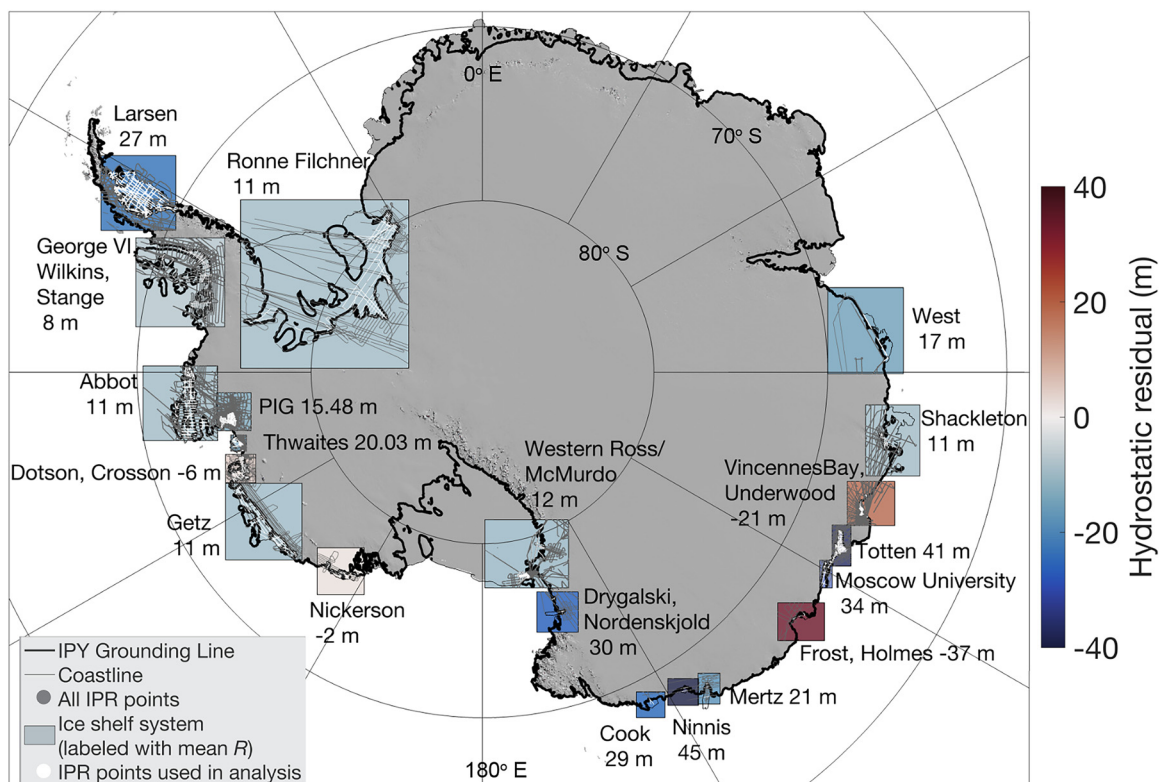 0° E
70° S
80° S
180° E
Larsen
27 m
Ronne Filchner
11 m
George VI,
Wilkins,
Stange
8 m
Abbot
11 m
PIG 15.48 m
Thwaites 20.03 m
Dotson, Crosson -6 m
Getz
11 m
Nickerson
-2 m
Western Ross/
McMurdo
12 m
Drygalski,
Nordenskjold
30 m
West
17 m
Shackleton
11 m
VincennesBay,
Underwood
-21 m
Totten 41 m
Moscow University
34 m
Frost, Holmes -37 m
Mertz 21 m
Ninnis
45 m
Cook
29 m
IPY Grounding Line
Coastline
All IPR points
Ice shelf system
(labeled with mean R)
IPR points used in analysis
40
20
0
-20
-40
Hydrostatic residual (m)